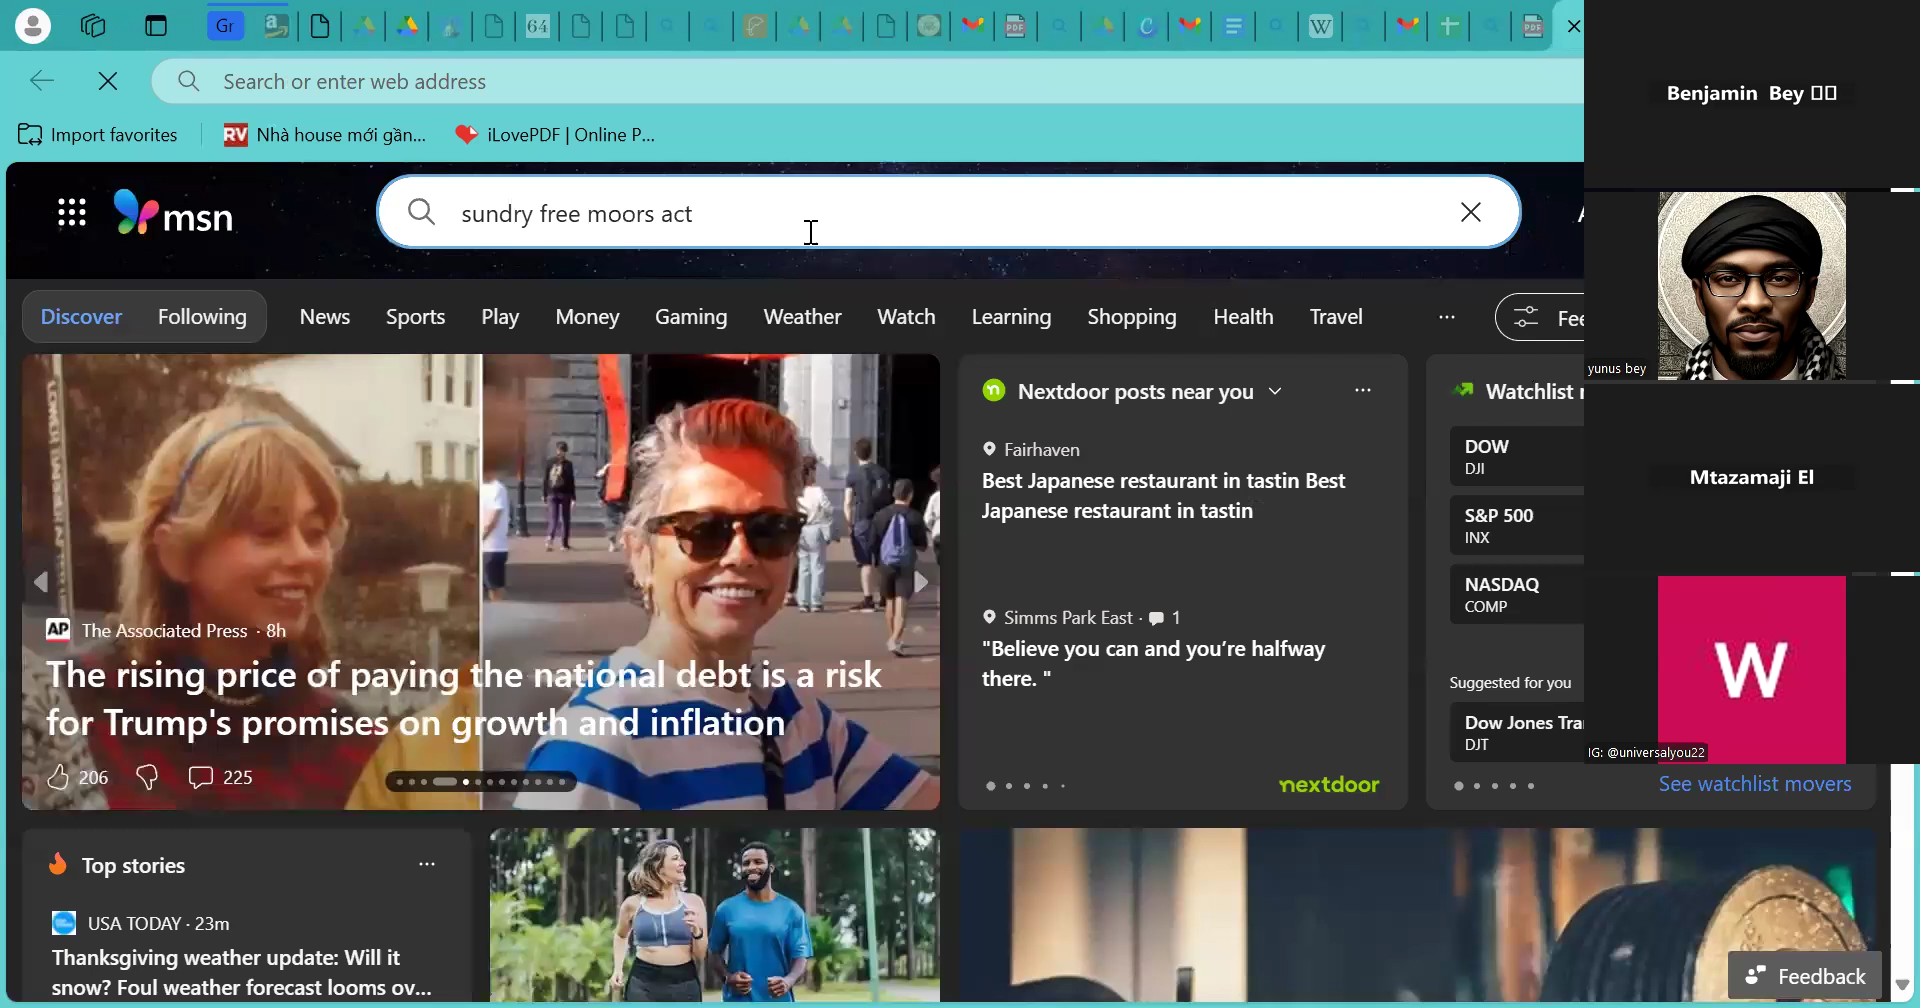 Gr
64
W
Search or enter web address
Import favorites
RV Nhà house mới gần...
iLovePDF | Online P...
msn
sundry free moors act
Discover
Following
News
Sports
Play
Money
Gaming
Weather
Watch
Learning
Shopping
Health
Travel
...
Fee
AP The Associated Press · 8h
The rising price of paying the national debt is a risk
for Trump's promises on growth and inflation
206
225
Nextdoor posts near you
Fairhaven
Best Japanese restaurant in tastin Best
Japanese restaurant in tastin
Simms Park East · 1
"Believe you can and you’re halfway
there. "
nextdoor
Watchlist
DOW
DJI
S&P 500
INX
NASDAQ
COMP
Suggested for you
Dow Jones Tra
DJT
See watchlist movers
Top stories
USA TODAY · 23m
Thanksgiving weather update: Will it
snow? Foul weather forecast looms ov...
Feedback
Benjamin Bey
yunus bey
Mtazamaji El
W
IG: @universalyou22